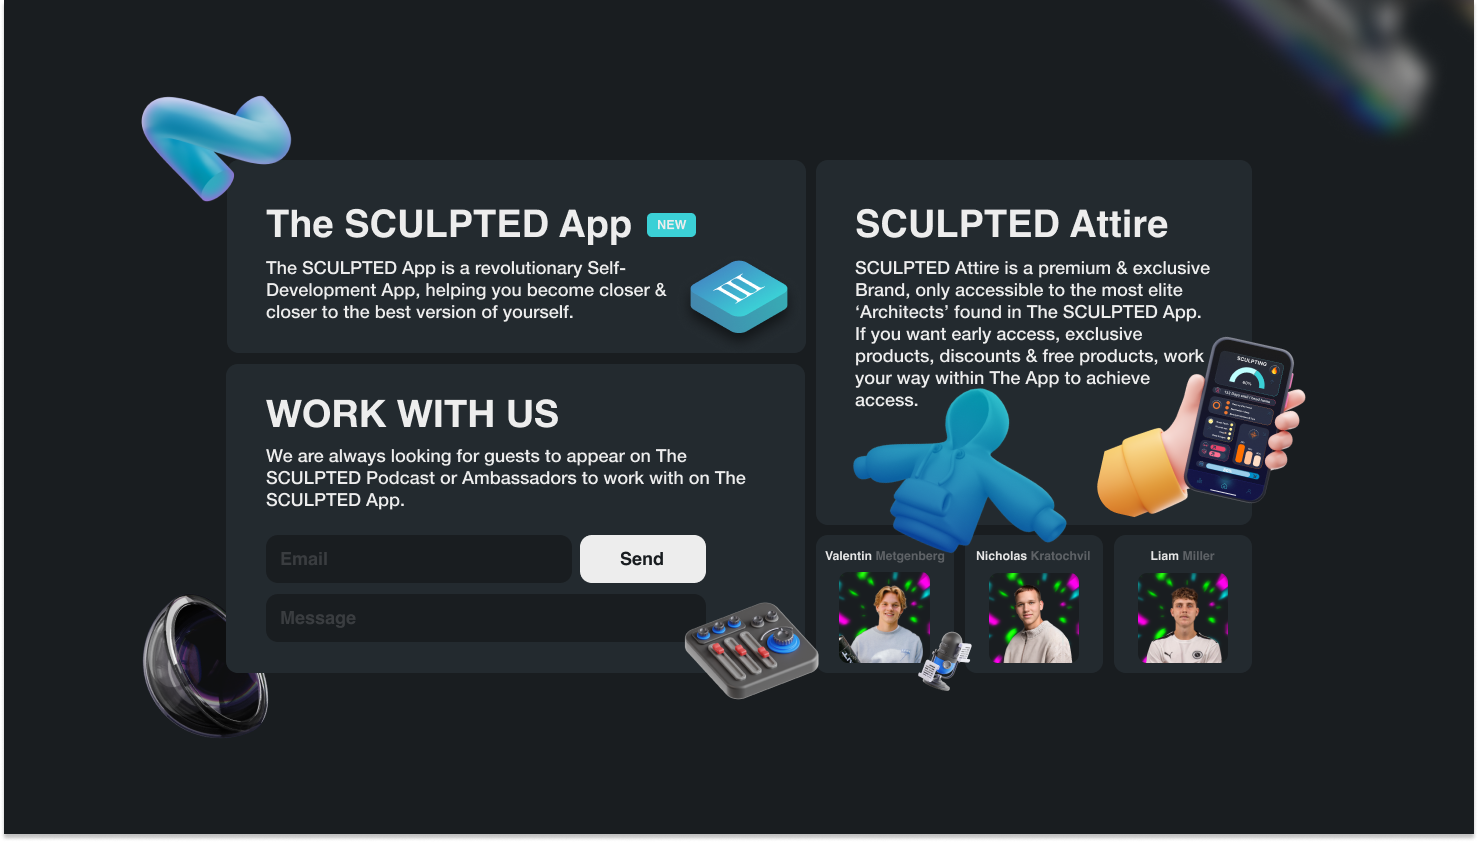 The SCULPTED App NEW
The SCULPTED App is a revolutionary Self-
Development App, helping you become closer &
closer to the best version of yourself.
III
WORK WITH US
We are always looking for guests to appear on The
SCULPTED Podcast or Ambassadors to work with on The
SCULPTED App.
Email
Send
Message
SCULPTED Attire
SCULPTED Attire is a premium & exclusive
Brand, only accessible to the most elite
‘Architects’ found in The SCULPTED App.
If you want early access, exclusive
products, discounts & free products, work
your way within The App to achieve
access.
SCULPTING
Valentin Metgenberg
Nicholas Kratochvil
Liam Miller